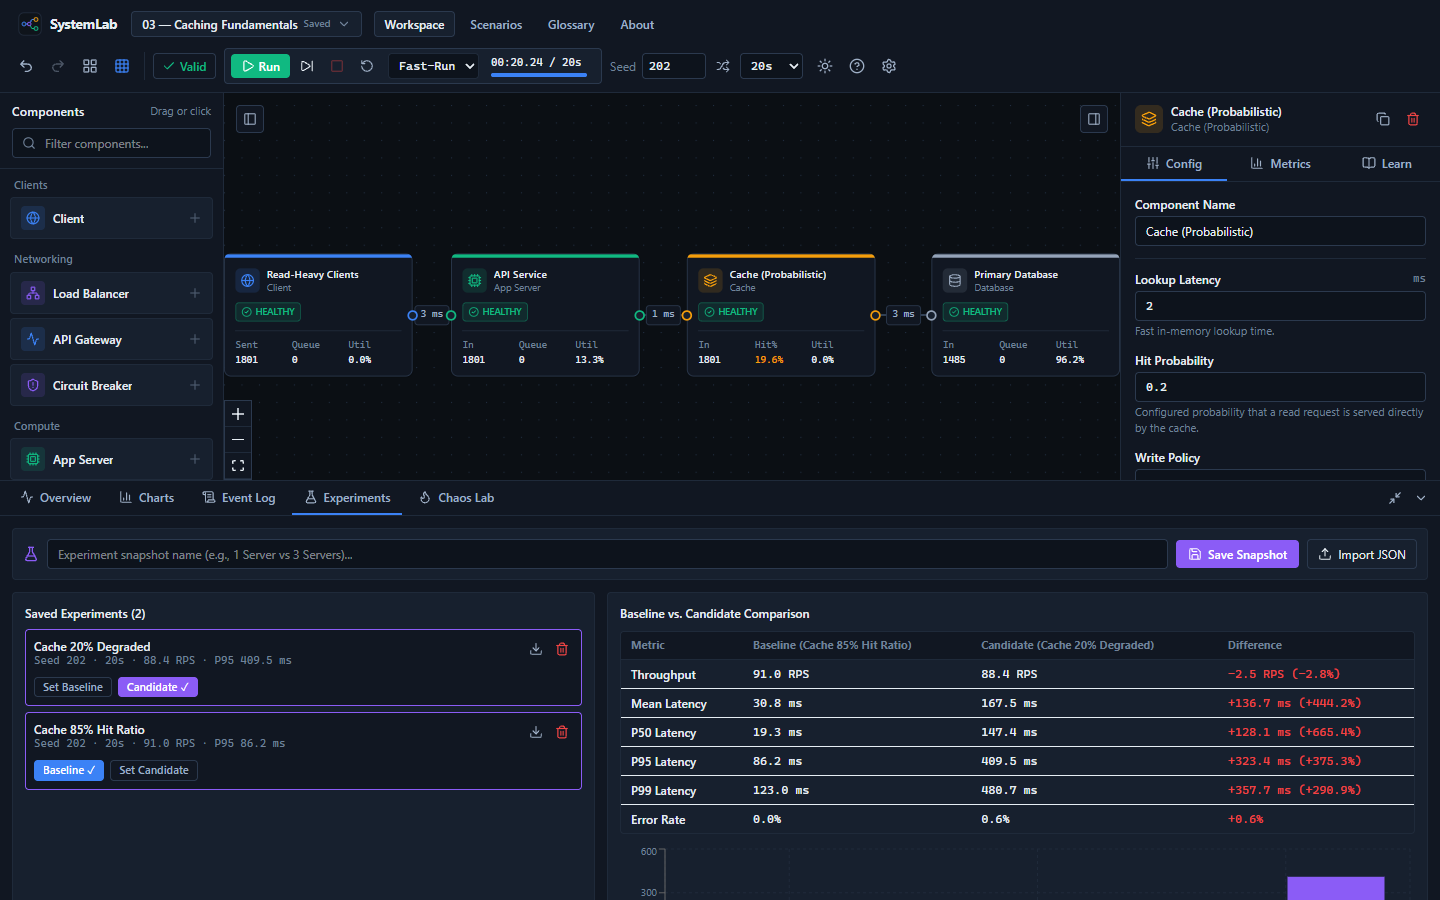 SystemLab
03 — Caching Fundamentals Saved
Workspace
Scenarios
Glossary
About
Valid
Run
Fast-Run
00:20.24 / 20s
Seed
202
20s
Components
Drag or click
Filter components...
Clients
Client
Networking
Load Balancer
API Gateway
Circuit Breaker
Compute
App Server
Read-Heavy Clients
Client
HEALTHY
Sent Queue Util
1801 0 0.0%
3 ms
API Service
App Server
HEALTHY
In Queue Util
1801 0 13.3%
1 ms
Cache (Probabilistic)
Cache
HEALTHY
In Hit% Util
1801 19.6% 0.0%
3 ms
Primary Database
Database
HEALTHY
In Queue Util
1485 0 96.2%
Cache (Probabilistic)
Cache (Probabilistic)
Config
Metrics
Learn
Component Name
Cache (Probabilistic)
Lookup Latency ms
2
Fast in-memory lookup time.
Hit Probability
0.2
Configured probability that a read request is served directly
by the cache.
Write Policy
Overview
Charts
Event Log
Experiments
Chaos Lab
Experiment snapshot name (e.g., 1 Server vs 3 Servers)...
Save Snapshot
Import JSON
Saved Experiments (2)
Cache 20% Degraded
Seed 202 · 20s · 88.4 RPS · P95 409.5 ms
Set Baseline
Candidate ✓
Cache 85% Hit Ratio
Seed 202 · 20s · 91.0 RPS · P95 86.2 ms
Baseline ✓
Set Candidate
Baseline vs. Candidate Comparison
Metric Baseline (Cache 85% Hit Ratio) Candidate (Cache 20% Degraded) Difference
Throughput 91.0 RPS 88.4 RPS −2.5 RPS (−2.8%)
Mean Latency 30.8 ms 167.5 ms +136.7 ms (+444.2%)
P50 Latency 19.3 ms 147.4 ms +128.1 ms (+665.4%)
P95 Latency 86.2 ms 409.5 ms +323.4 ms (+375.3%)
P99 Latency 123.0 ms 480.7 ms +357.7 ms (+290.9%)
Error Rate 0.0% 0.6% +0.6%
600
300